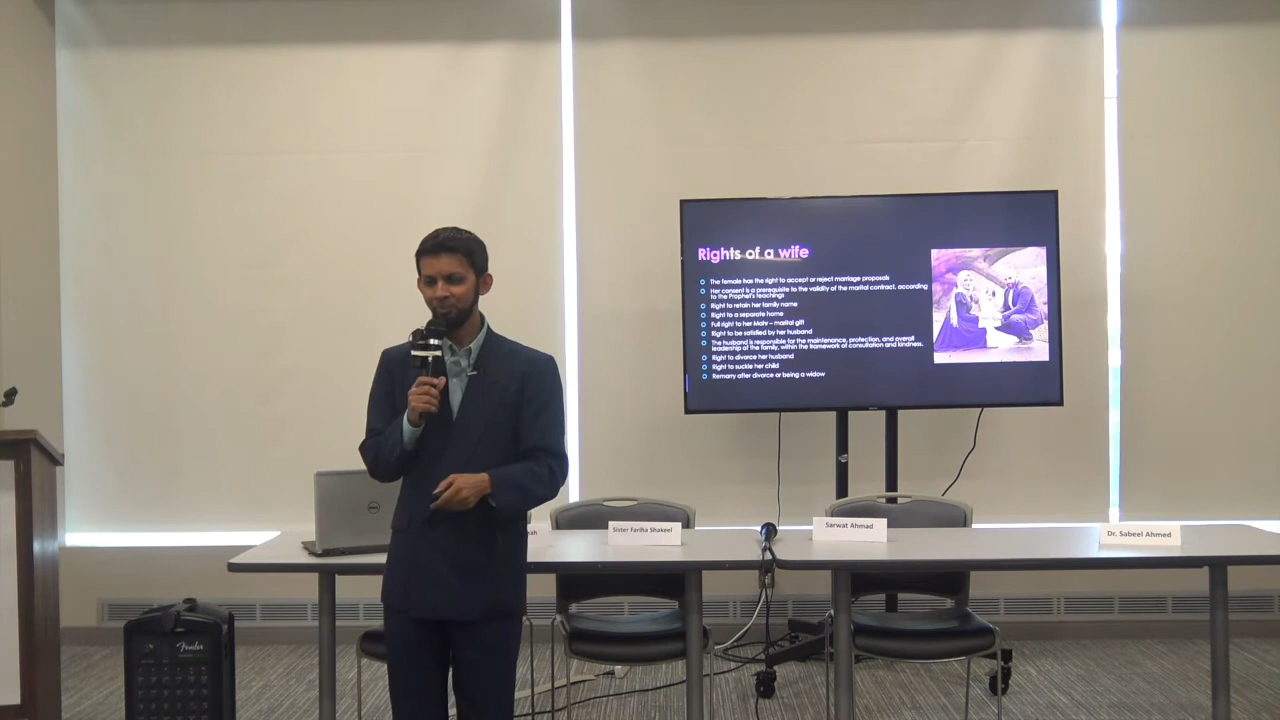 Rights of a wife
The female has the right to accept or reject marriage proposals
Her consent is a prerequisite to the validity of the marital contract, according
to the Prophet's teachings
Right to retain her family name
Right to a separate home
Full right to her Mahr – marital gift
Right to be satisfied by her husband
The husband is responsible for the maintenance, protection, and overall
leadership of the family, within the framework of consultation and kindness.
Right to divorce her husband
Right to suckle her child
Remarry after divorce or being a widow
DELL
Sister Fariha Shakeel
Sarwat Ahmad
Dr. Sabeel Ahmed
Fender